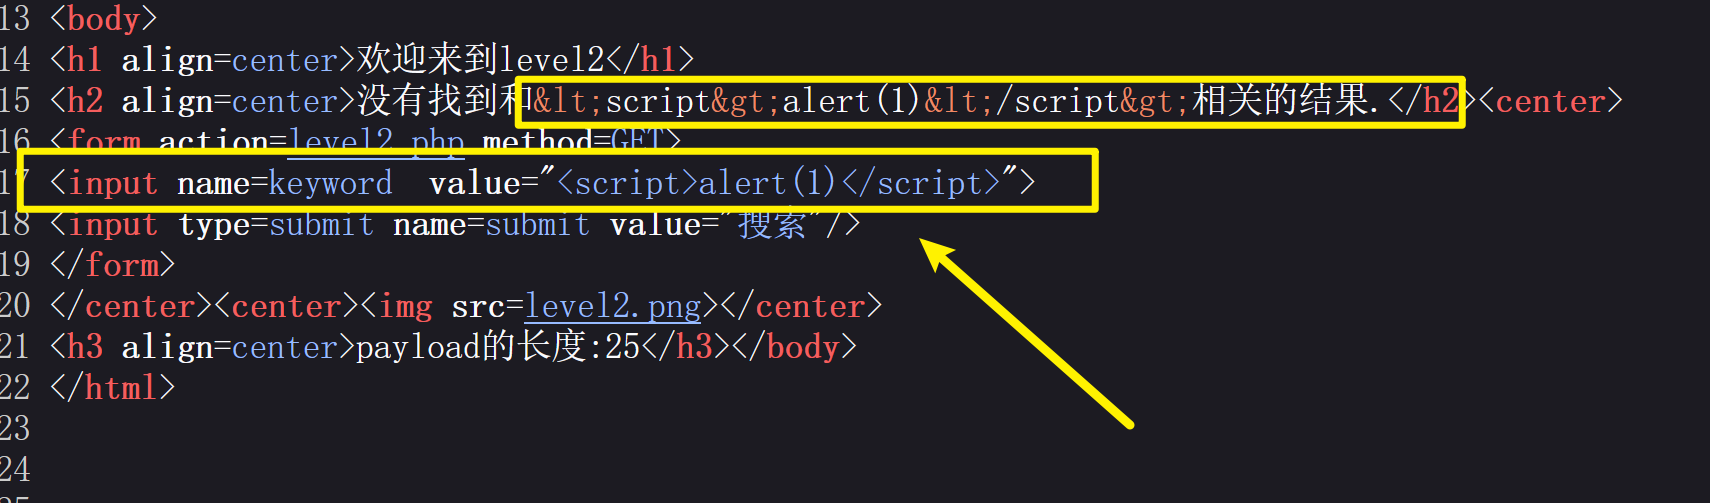 13 <body>
14 <h1 align=center>欢迎来到level2</h1>
15 <h2 align=center>没有找到和&lt;script&gt;alert(1)&lt;/script&gt;相关的结果.</h2><center>
16 <form action=level2.php method=GET>
17 <input name=keyword  value="<script>alert(1)</script>">
18 <input type=submit name=submit value="搜索"/>
19 </form>
20 </center><center><img src=level2.png></center>
21 <h3 align=center>payload的长度:25</h3></body>
22 </html>
23
24